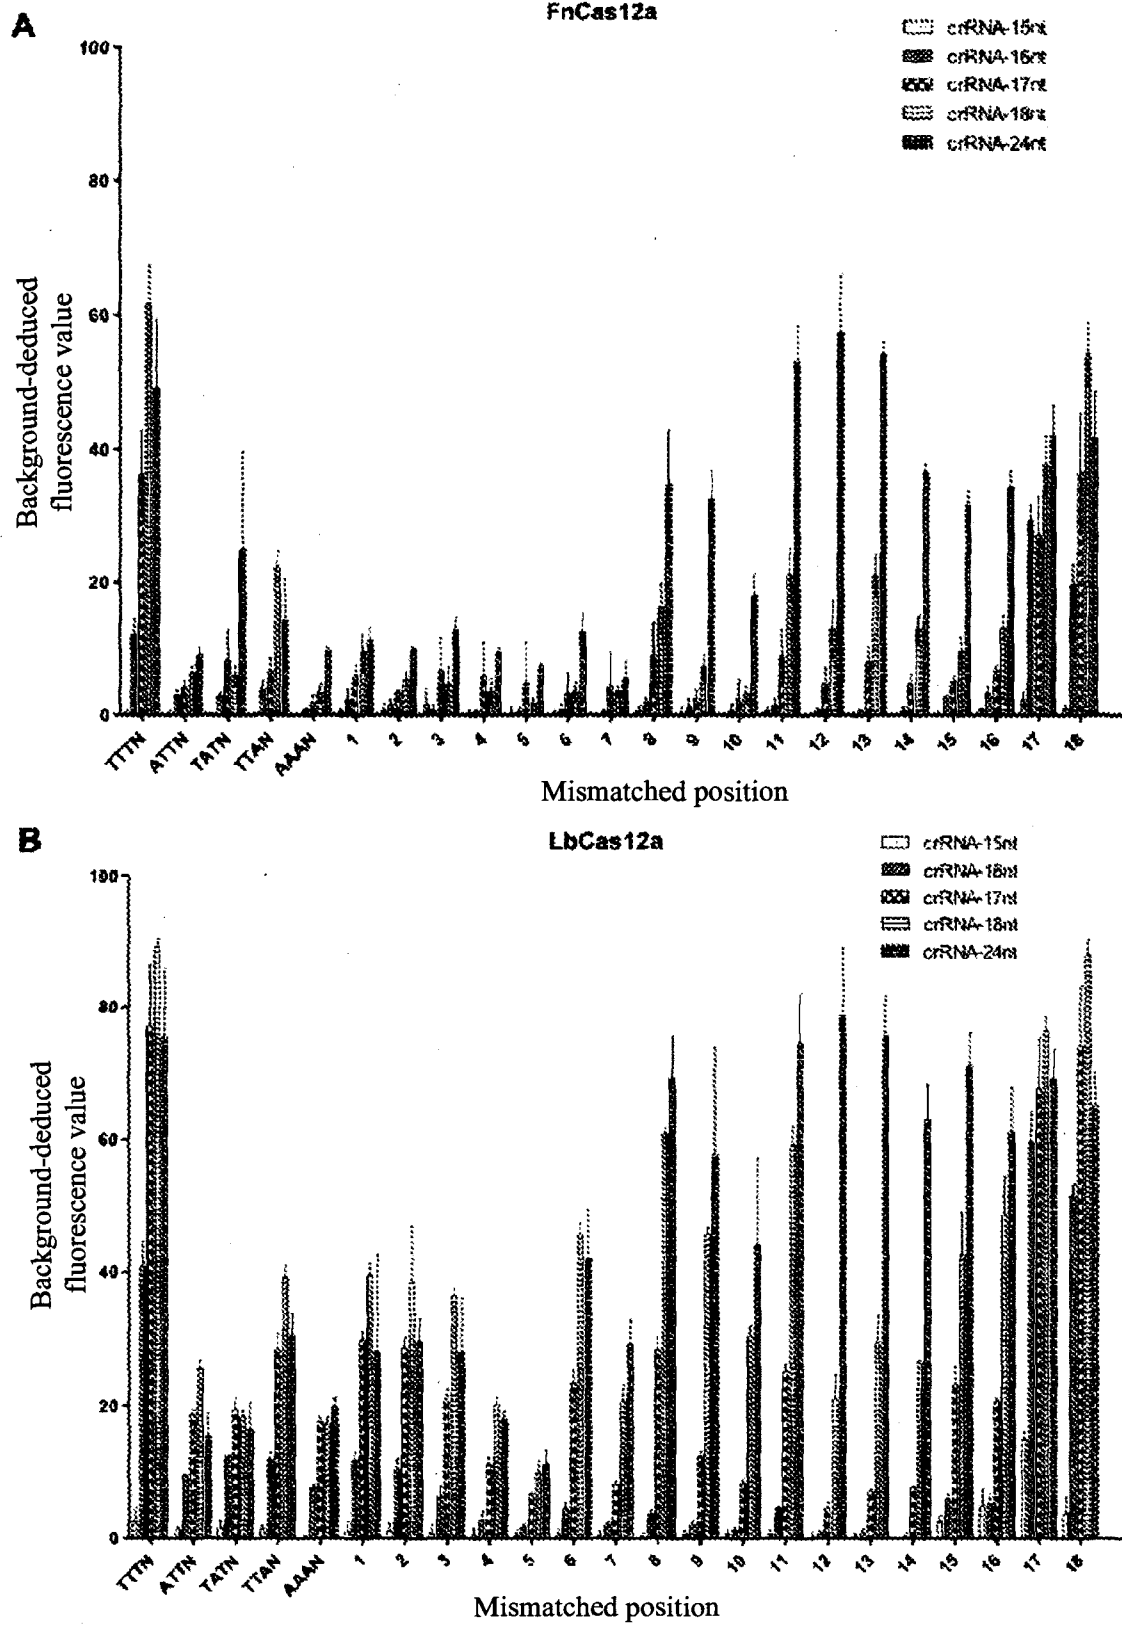 A
FnCas12a
crRNA-15nt
crRNA-16nt
crRNA-17nt
crRNA-18nt
crRNA-24nt
100
80
60
40
20
0
Background-deduced
fluorescence value
TTTN ATTN TATN TTAN AAAN 1 2 3 4 5 6 7 8 9 10 11 12 13 14 15 16 17 18
Mismatched position
B
LbCas12a
crRNA-15nt
crRNA-16nt
crRNA-17nt
crRNA-18nt
crRNA-24nt
100
80
60
40
20
0
Background-deduced
fluorescence value
TTTN ATTN TATN TTAN AAAN 1 2 3 4 5 6 7 8 9 10 11 12 13 14 15 16 17 18
Mismatched position